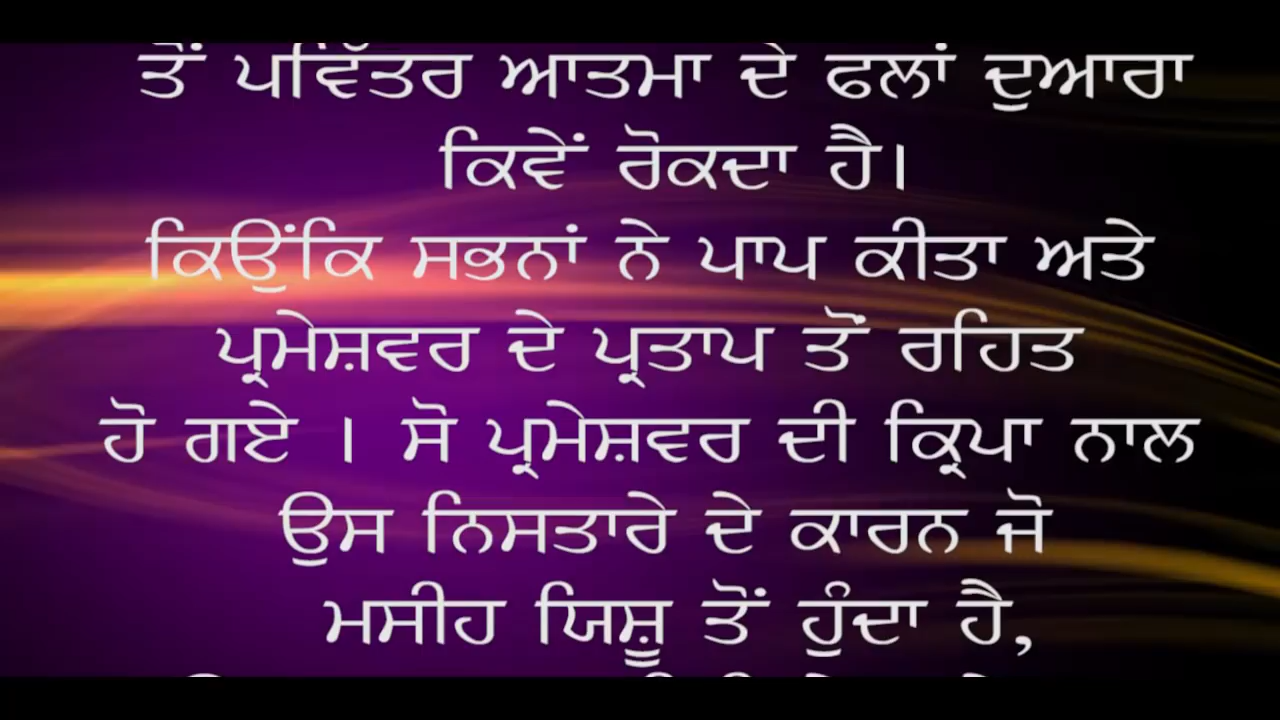 ਤੋਂ ਪਵਿੱਤਰ ਆਤਮਾ ਦੇ ਫਲਾਂ ਦੁਆਰਾ
ਕਿਵੇਂ ਰੋਕਦਾ ਹੈ।
ਕਿਉਂਕਿ ਸਭਨਾਂ ਨੇ ਪਾਪ ਕੀਤਾ ਅਤੇ
ਪ੍ਰਮੇਸ਼ਵਰ ਦੇ ਪ੍ਰਤਾਪ ਤੋਂ ਰਹਿਤ
ਹੋ ਗਏ । ਸੋ ਪ੍ਰਮੇਸ਼ਵਰ ਦੀ ਕ੍ਰਿਪਾ ਨਾਲ
ਉਸ ਨਿਸਤਾਰੇ ਦੇ ਕਾਰਨ ਜੋ
ਮਸੀਹ ਯਿਸ਼ੂ ਤੋਂ ਹੁੰਦਾ ਹੈ,